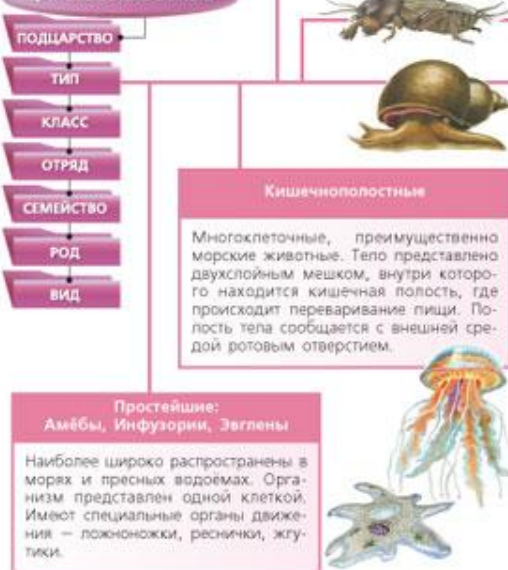 ПОДЦАРСТВО
ТИП
КЛАСС
ОТРЯД
СЕМЕЙСТВО
РОД
ВИД
Кишечнополостные
Многоклеточные, преимущественно
морские животные. Тело представлено
двухслойным мешком, внутри которо-
го находится кишечная полость, где
происходит переваривание пищи. По-
лость тела сообщается с внешней сре-
дой ротовым отверстием.
Простейшие:
Амёбы, Инфузории, Эвглены
Наиболее широко распространены в
морях и пресных водоёмах. Орга-
низм представлен одной клеткой.
Имеют специальные органы движе-
ния – ложноножки, реснички, жгу-
тики.